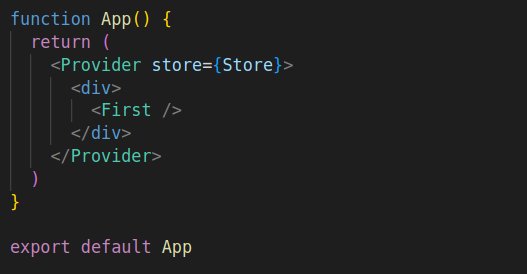 function App() {
  return (
    <Provider store={Store}>
      <div>
        <First />
      </div>
    </Provider>
  )
}

export default App